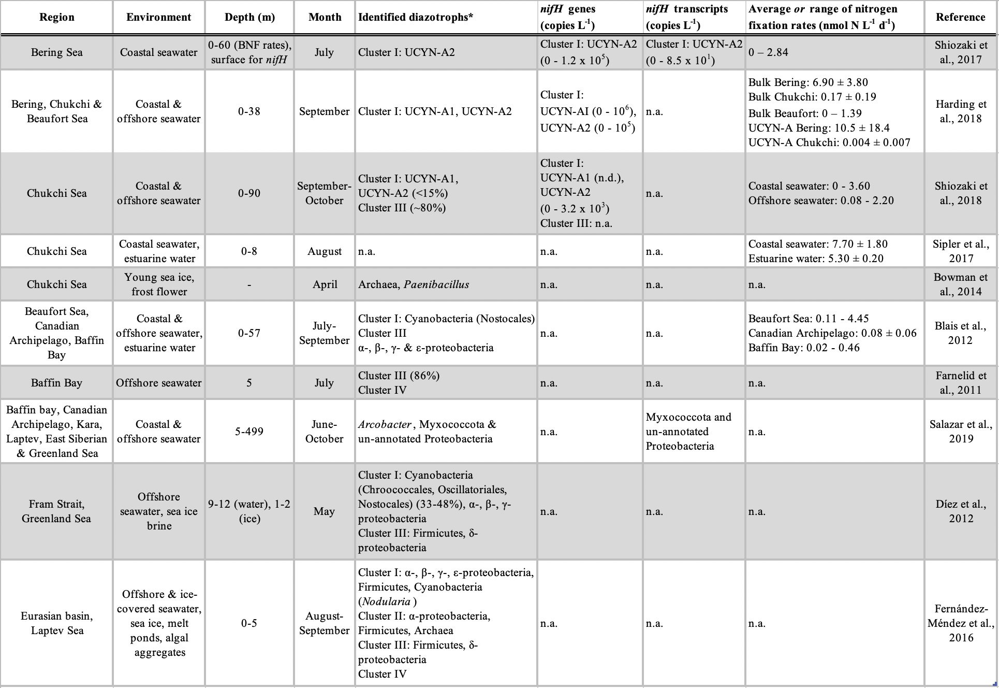 Region
Environment
Depth (m)
Month
Identified diazotrophs*
nifH genes
(copies L⁻¹)
nifH transcripts
(copies L⁻¹)
Average or range of nitrogen
fixation rates (nmol N L⁻¹ d⁻¹)
Reference
Bering Sea
Coastal seawater
0-60 (BNF rates),
surface for nifH
July
Cluster I: UCYN-A2
Cluster I: UCYN-A2
(0 - 1.2 x 10⁵)
Cluster I: UCYN-A2
(0 - 8.5 x 10¹)
0 – 2.84
Shiozaki et
al., 2017
Bering, Chukchi &
Beaufort Sea
Coastal &
offshore seawater
0-38
September
Cluster I: UCYN-A1, UCYN-A2
Cluster I:
UCYN-AI (0 - 10⁶),
UCYN-A2 (0 - 10⁵)
n.a.
Bulk Bering: 6.90 ± 3.80
Bulk Chukchi: 0.17 ± 0.19
Bulk Beaufort: 0 – 1.39
UCYN-A Bering: 10.5 ± 18.4
UCYN-A Chukchi: 0.004 ± 0.007
Harding et
al., 2018
Chukchi Sea
Coastal &
offshore seawater
0-90
September-
October
Cluster I: UCYN-A1,
UCYN-A2 (<15%)
Cluster III (~80%)
Cluster I:
UCYN-A1 (n.d.),
UCYN-A2
(0 - 3.2 x 10³)
Cluster III: n.a.
n.a.
Coastal seawater: 0 - 3.60
Offshore seawater: 0.08 - 2.20
Shiozaki et
al., 2018
Chukchi Sea
Coastal seawater,
estuarine water
0-8
August
n.a.
n.a.
n.a.
Coastal seawater: 7.70 ± 1.80
Estuarine water: 5.30 ± 0.20
Sipler et al.,
2017
Chukchi Sea
Young sea ice,
frost flower
-
April
Archaea, Paenibacillus
n.a.
n.a.
n.a.
Bowman et
al., 2014
Beaufort Sea,
Canadian
Archipelago, Baffin
Bay
Coastal &
offshore seawater,
estuarine water
0-57
July-
September
Cluster I: Cyanobacteria (Nostocales)
Cluster III
α-, β-, γ- & ε-proteobacteria
n.a.
n.a.
Beaufort Sea: 0.11 - 4.45
Canadian Archipelago: 0.08 ± 0.06
Baffin Bay: 0.02 - 0.46
Blais et al.,
2012
Baffin Bay
Offshore seawater
5
July
Cluster III (86%)
Cluster IV
n.a.
n.a.
n.a.
Farnelid et
al., 2011
Baffin bay, Canadian
Archipelago, Kara,
Laptev, East Siberian
& Greenland Sea
Coastal &
offshore seawater
5-499
June-
October
Arcobacter, Myxococcota &
un-annotated Proteobacteria
n.a.
Myxococcota and
un-annotated
Proteobacteria
n.a.
Salazar et al.,
2019
Fram Strait,
Greenland Sea
Offshore
seawater, sea ice
brine
9-12 (water), 1-2
(ice)
May
Cluster I: Cyanobacteria
(Chroococcales, Oscillatoriales,
Nostocales) (33-48%), α-, β-, γ-
proteobacteria
Cluster III: Firmicutes, δ-
proteobacteria
n.a.
n.a.
n.a.
Díez et al.,
2012
Eurasian basin,
Laptev Sea
Offshore & ice-
covered seawater,
sea ice, melt
ponds, algal
aggregates
0-5
August-
September
Cluster I: α-, β-, γ-, ε-proteobacteria,
Firmicutes, Cyanobacteria
(Nodularia)
Cluster II: α-proteobacteria,
Firmicutes, Archaea
Cluster III: Firmicutes, δ-
proteobacteria
Cluster IV
n.a.
n.a.
n.a.
Fernández-
Méndez et al.,
2016